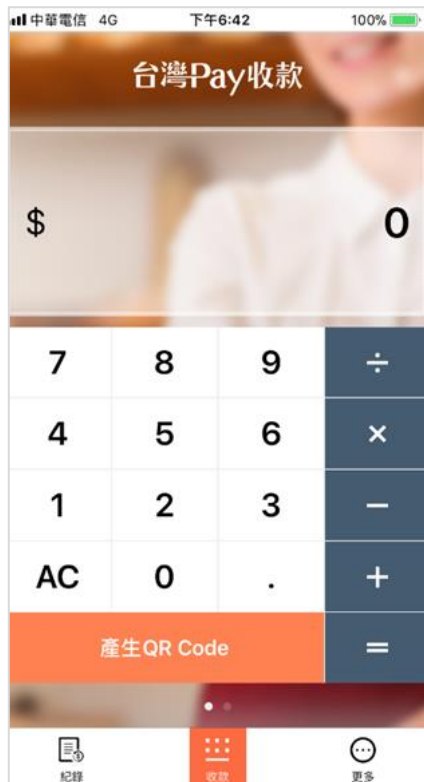 中華電信 4G 下午6:42 100%
台灣Pay收款
$ 0
7 8 9 ÷
4 5 6 ×
1 2 3 −
AC 0 . +
產生QR Code =
紀錄 收款 更多